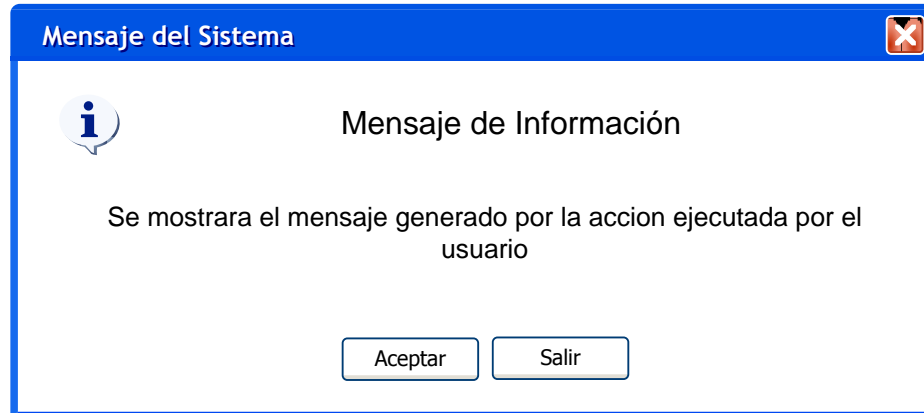 Mensaje del Sistema
Mensaje de Información
Se mostrara el mensaje generado por la accion ejecutada por el
usuario
Aceptar
Salir